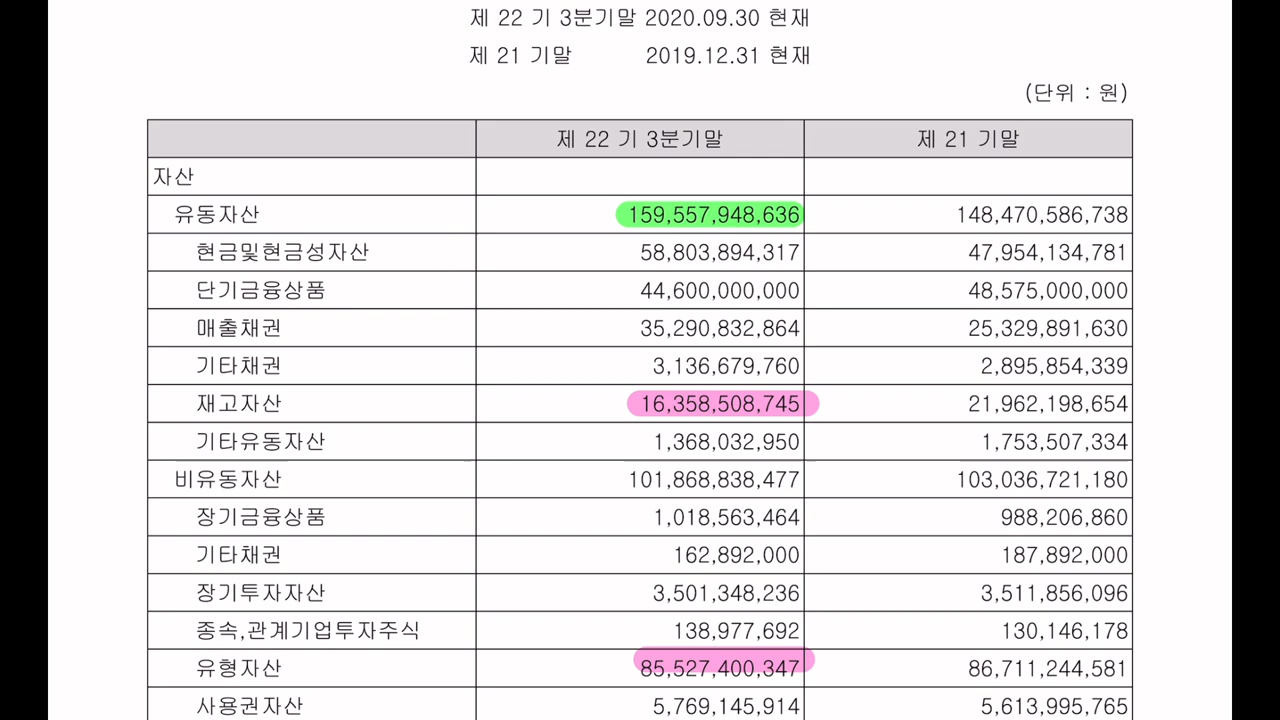 제 22 기 3분기말 2020.09.30 현재
제 21 기말 2019.12.31 현재
(단위 : 원)
제 22 기 3분기말 제 21 기말
자산
유동자산 159,557,948,636 148,470,586,738
현금및현금성자산 58,803,894,317 47,954,134,781
단기금융상품 44,600,000,000 48,575,000,000
매출채권 35,290,832,864 25,329,891,630
기타채권 3,136,679,760 2,895,854,339
재고자산 16,358,508,745 21,962,198,654
기타유동자산 1,368,032,950 1,753,507,334
비유동자산 101,868,838,477 103,036,721,180
장기금융상품 1,018,563,464 988,206,860
기타채권 162,892,000 187,892,000
장기투자자산 3,501,348,236 3,511,856,096
종속,관계기업투자주식 138,977,692 130,146,178
유형자산 85,527,400,347 86,711,244,581
사용권자산 5,769,145,914 5,613,995,765